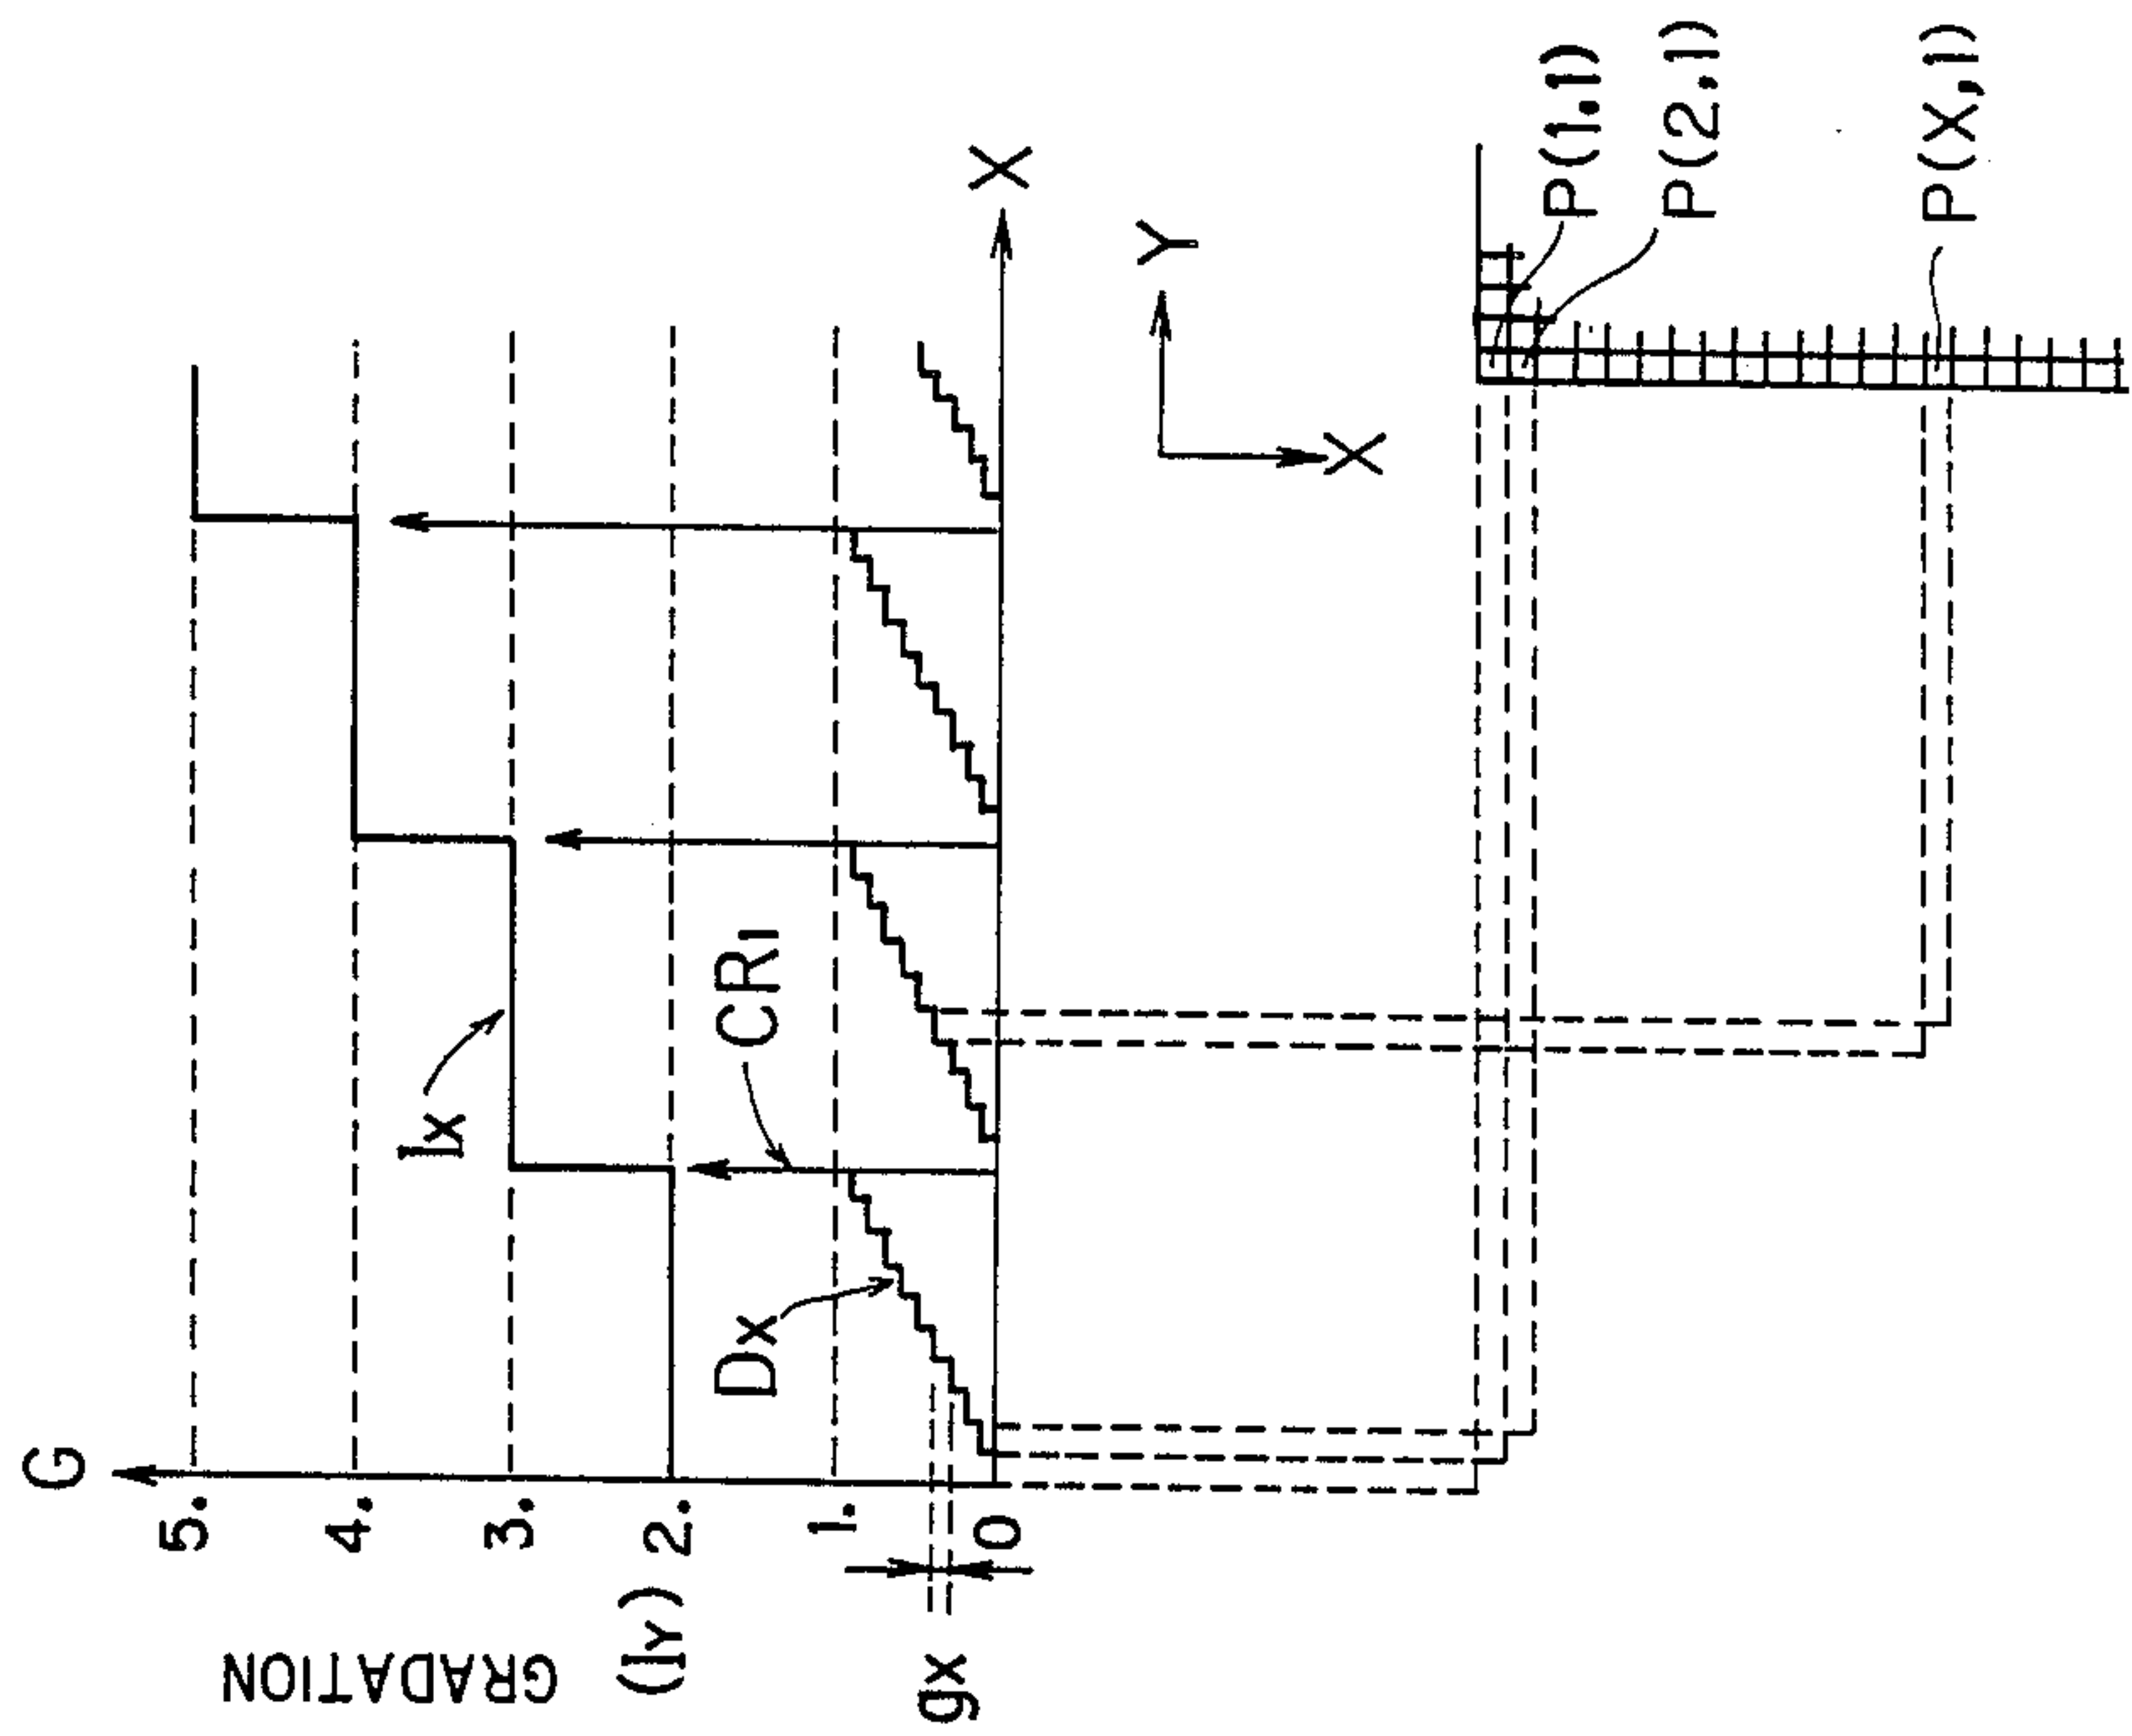 G
GRADATION
5.
4.
3.
(IY) 2.
1.
0
gx
Ix
CR1
Dx
X
Y
X
P(1,1)
P(2,1)
P(X,1)